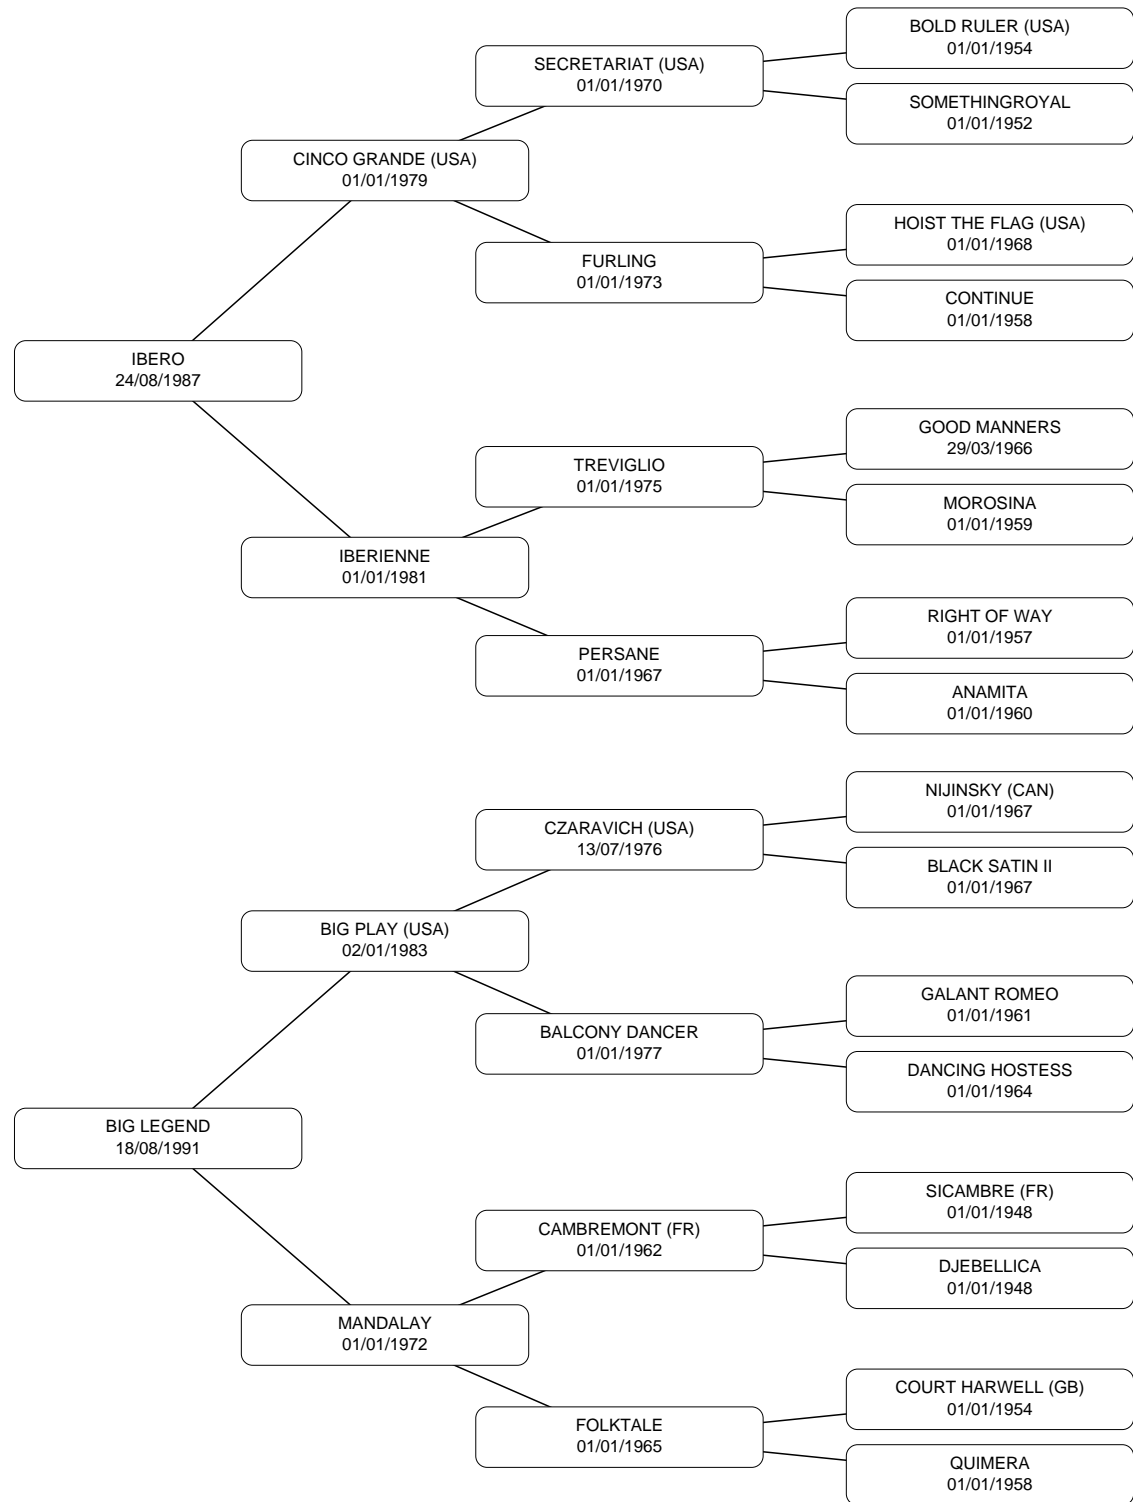 BOLD RULER (USA)
01/01/1954
SECRETARIAT (USA)
01/01/1970
SOMETHINGROYAL
01/01/1952
CINCO GRANDE (USA)
01/01/1979
HOIST THE FLAG (USA)
01/01/1968
FURLING
01/01/1973
CONTINUE
01/01/1958
IBERO
24/08/1987
GOOD MANNERS
29/03/1966
TREVIGLIO
01/01/1975
MOROSINA
01/01/1959
IBERIENNE
01/01/1981
RIGHT OF WAY
01/01/1957
PERSANE
01/01/1967
ANAMITA
01/01/1960
NIJINSKY (CAN)
01/01/1967
CZARAVICH (USA)
13/07/1976
BLACK SATIN II
01/01/1967
BIG PLAY (USA)
02/01/1983
GALANT ROMEO
01/01/1961
BALCONY DANCER
01/01/1977
DANCING HOSTESS
01/01/1964
BIG LEGEND
18/08/1991
SICAMBRE (FR)
01/01/1948
CAMBREMONT (FR)
01/01/1962
DJEBELLICA
01/01/1948
MANDALAY
01/01/1972
COURT HARWELL (GB)
01/01/1954
FOLKTALE
01/01/1965
QUIMERA
01/01/1958